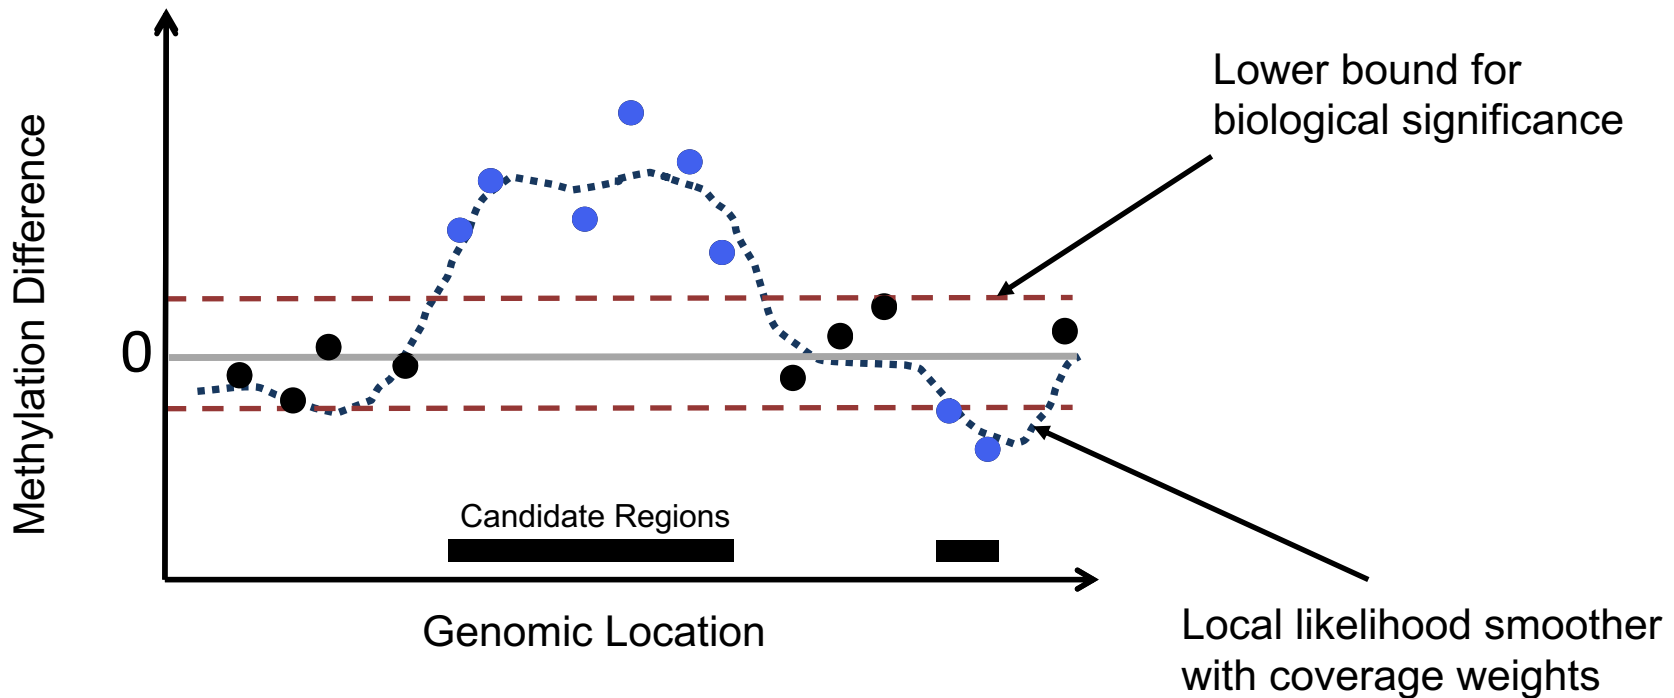 Lower bound for
biological significance
Methylation Difference
0
Candidate Regions
Genomic Location
Local likelihood smoother
with coverage weights